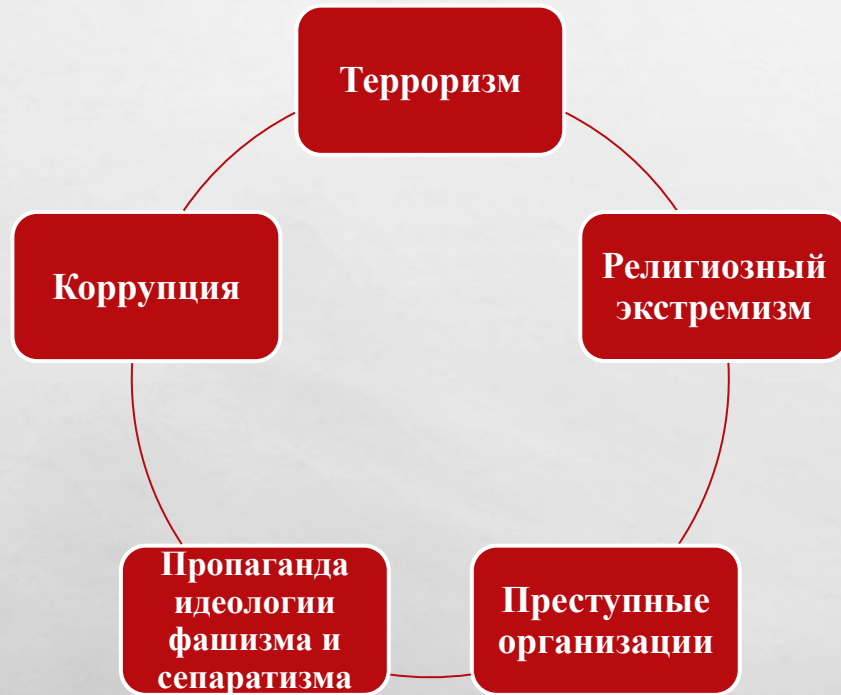 Терроризм
Религиозный
экстремизм
Преступные
организации
Пропаганда
идеологии
фашизма и
сепаратизма
Коррупция